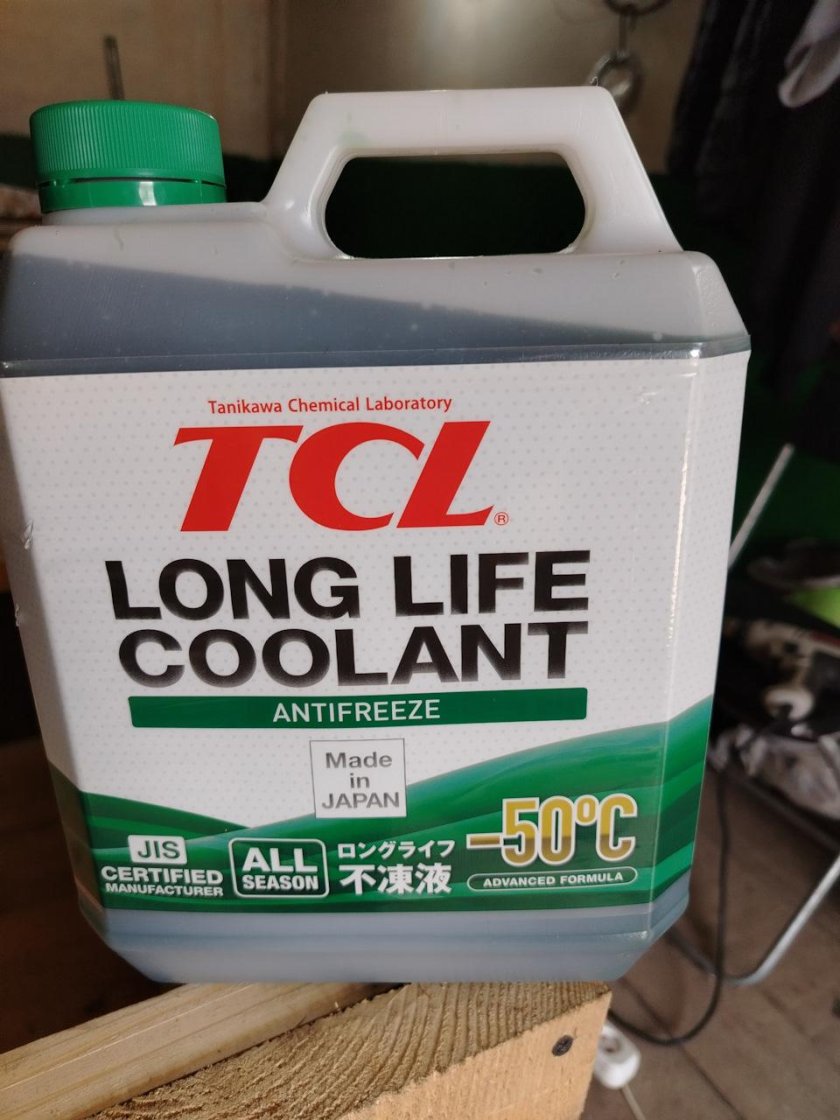 Tanikawa Chemical Laboratory
TCL®
LONG LIFE
COOLANT
ANTIFREEZE
Made
in
JAPAN
JIS
CERTIFIED
MANUFACTURER
ALL
SEASON
ロングライフ
不凍液
-50ºC
ADVANCED FORMULA